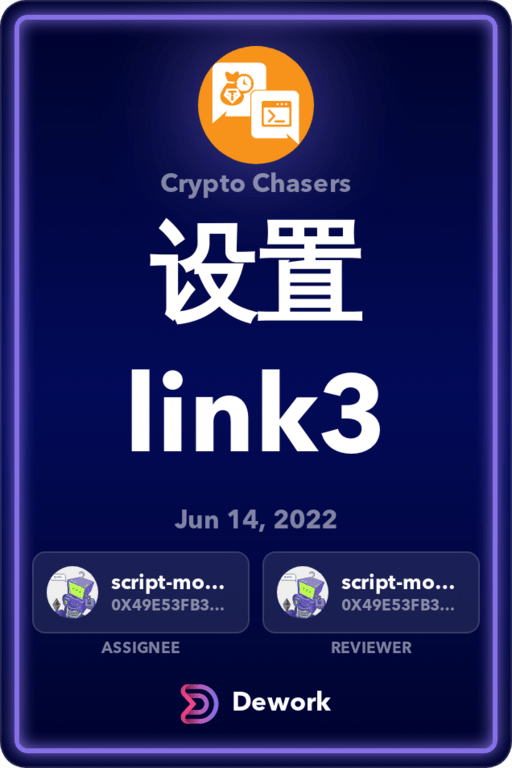 Crypto Chasers
设置
link3
Jun 14, 2022
script-mo... script-mo...
0X49E53FB3... 0X49E53FB3...
ASSIGNEE REVIEWER
Dework